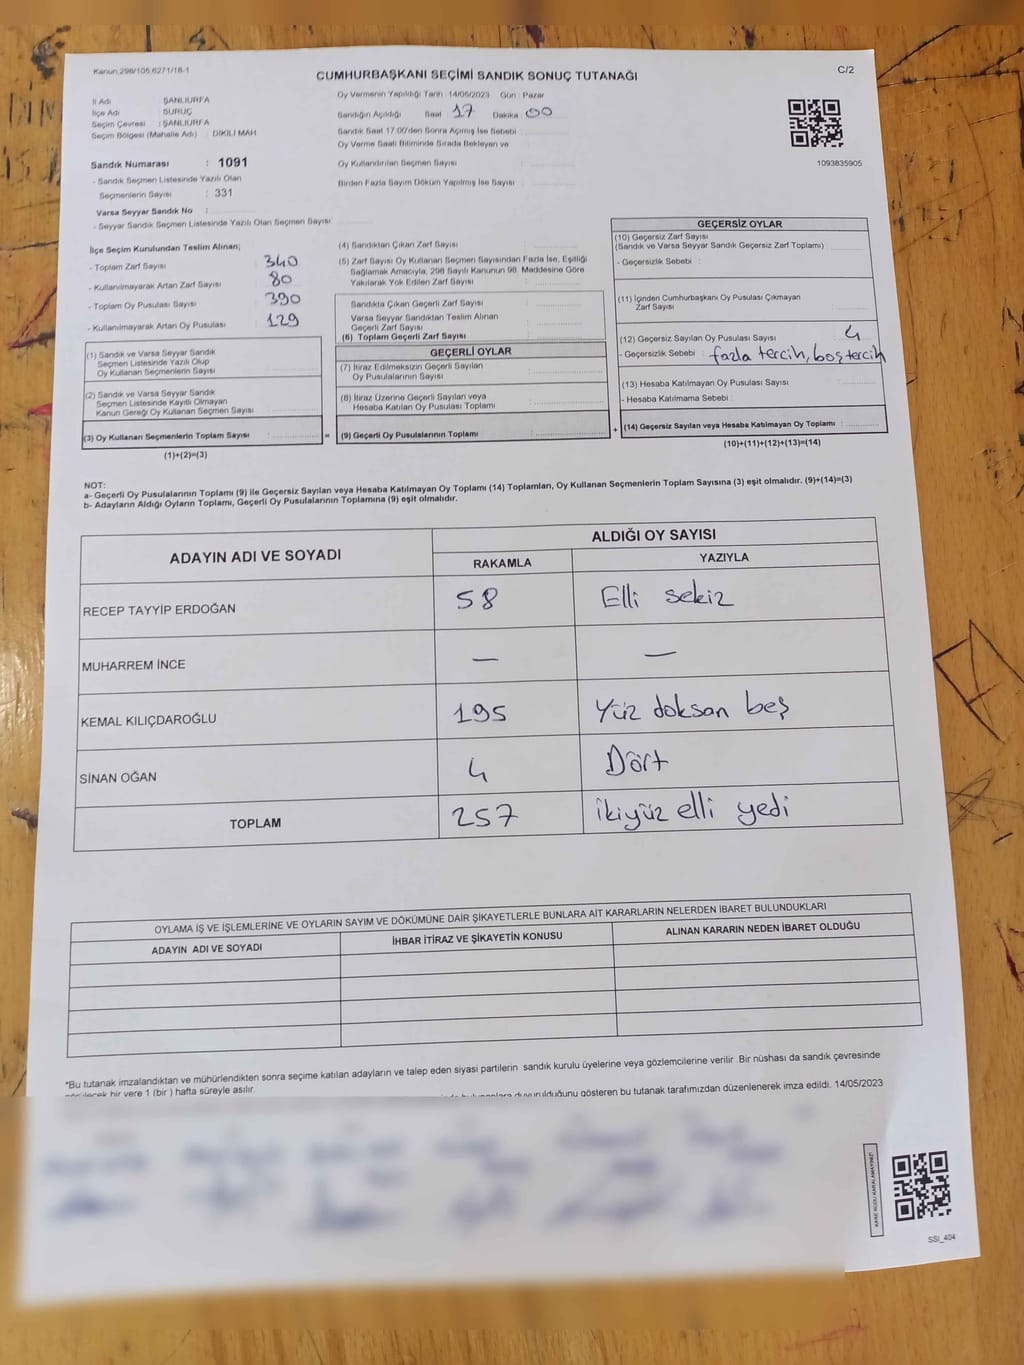 Kanun:298/105,6271/18-1
CUMHURBAŞKANI SEÇİMİ SANDIK SONUÇ TUTANAĞI
C/2
İl Adı : ŞANLIURFA
İlçe Adı : SURUÇ
Seçim Çevresi : ŞANLIURFA
Seçim Bölgesi (Mahalle Adı) : DİKİLİ MAH
Sandık Numarası : 1091
- Sandık Seçmen Listesinde Yazılı Olan
Seçmenlerin Sayısı : 331
Varsa Seyyar Sandık No :
- Seyyar Sandık Seçmen Listesinde Yazılı Olan Seçmen Sayısı:
Oy Vermenin Yapıldığı Tarih : 14/05/2023 Gün : Pazar
Sandığın Açıldığı Saat : 17 Dakika : 00
Sandık Saat 17:00'den Sonra Açımış İse Sebebi :
Oy Verme Saati Bitiminde Sırada Bekleyen ve
Oy Kullandırılan Seçmen Sayısı :
Birden Fazla Sayım Döküm Yapılmış İse Sayısı :
1093835905
İlçe Seçim Kurulundan Teslim Alınan;
- Toplam Zarf Sayısı : 340
- Kullanılmayarak Artan Zarf Sayısı : 80
- Toplam Oy Pusulası Sayısı : 390
- Kullanılmayarak Artan Oy Pusulası : 129
(1) Sandık ve Varsa Seyyar Sandık
Seçmen Listesinde Yazılı Olup
Oy Kullanan Seçmenlerin Sayısı :
(2) Sandık ve Varsa Seyyar Sandık
Seçmen Listesinde Kayıtlı Olmayan
Kanun Gereği Oy Kullanan Seçmen Sayısı :
(3) Oy Kullanan Seçmenlerin Toplam Sayısı :
(1)+(2)=(3)
(4) Sandıktan Çıkan Zarf Sayısı :
(5) Zarf Sayısı Oy Kullanan Seçmen Sayısından Fazla İse, Eşitliği
Sağlamak Amacıyla, 298 Sayılı Kanunun 98. Maddesine Göre
Yakılarak Yok Edilen Zarf Sayısı :
Sandıkta Çıkan Geçerli Zarf Sayısı :
Varsa Seyyar Sandıktan Teslim Alınan
Geçerli Zarf Sayısı :
(6) Toplam Geçerli Zarf Sayısı :
GEÇERLİ OYLAR
(7) İtiraz Edilmeksizin Geçerli Sayılan
Oy Pusulalarının Sayısı :
(8) İtiraz Üzerine Geçerli Sayılan veya
Hesaba Katılan Oy Pusulası Toplamı :
= (9) Geçerli Oy Pusulalarının Toplamı :
GEÇERSİZ OYLAR
(10) Geçersiz Zarf Sayısı
(Sandık ve Varsa Seyyar Sandık Geçersiz Zarf Toplamı) :
- Geçersizlik Sebebi :
(11) İçinden Cumhurbaşkanı Oy Pusulası Çıkmayan
Zarf Sayısı :
(12) Geçersiz Sayılan Oy Pusulası Sayısı : 4
- Geçersizlik Sebebi : fazla tercih, boş tercih
(13) Hesaba Katılmayan Oy Pusulası Sayısı :
- Hesaba Katılmama Sebebi :
+ (14) Geçersiz Sayılan veya Hesaba Katılmayan Oy Toplamı :
(10)+(11)+(12)+(13)=(14)
NOT:
a- Geçerli Oy Pusulalarının Toplamı (9) ile Geçersiz Sayılan veya Hesaba Katılmayan Oy Toplamı (14) Toplamları, Oy Kullanan Seçmenlerin Toplam Sayısına (3) eşit olmalıdır. (9)+(14)=(3)
b- Adayların Aldığı Oyların Toplamı, Geçerli Oy Pusulalarının Toplamına (9) eşit olmalıdır.
ADAYIN ADI VE SOYADI
ALDIĞI OY SAYISI
RAKAMLA YAZIYLA
RECEP TAYYİP ERDOĞAN 58 Elli sekiz
MUHARREM İNCE — —
KEMAL KILIÇDAROĞLU 195 Yüz doksan beş
SİNAN OĞAN 4 Dört
TOPLAM 257 İkiyüz elli yedi
OYLAMA İŞ VE İŞLEMLERİNE VE OYLARIN SAYIM VE DÖKÜMÜNE DAİR ŞİKAYETLERLE BUNLARA AİT KARARLARIN NELERDEN İBARET BULUNDUKLARI
ADAYIN ADI VE SOYADI İHBAR İTİRAZ VE ŞİKAYETİN KONUSU ALINAN KARARIN NEDEN İBARET OLDUĞU
*Bu tutanak imzalandıktan ve mühürlendikten sonra seçime katılan adayların ve talep eden siyasi partilerin sandık kurulu üyelerine veya gözlemcilerine verilir .Bir nüshası da sandık çevresinde
bir yere 1 (bir ) hafta süreyle asılır. duyurulduğunu gösteren bu tutanak tarafımızdan düzenlenerek imza edildi. 14/05/2023
KARE KODU KARALAMAYINIZ!
SSI_404